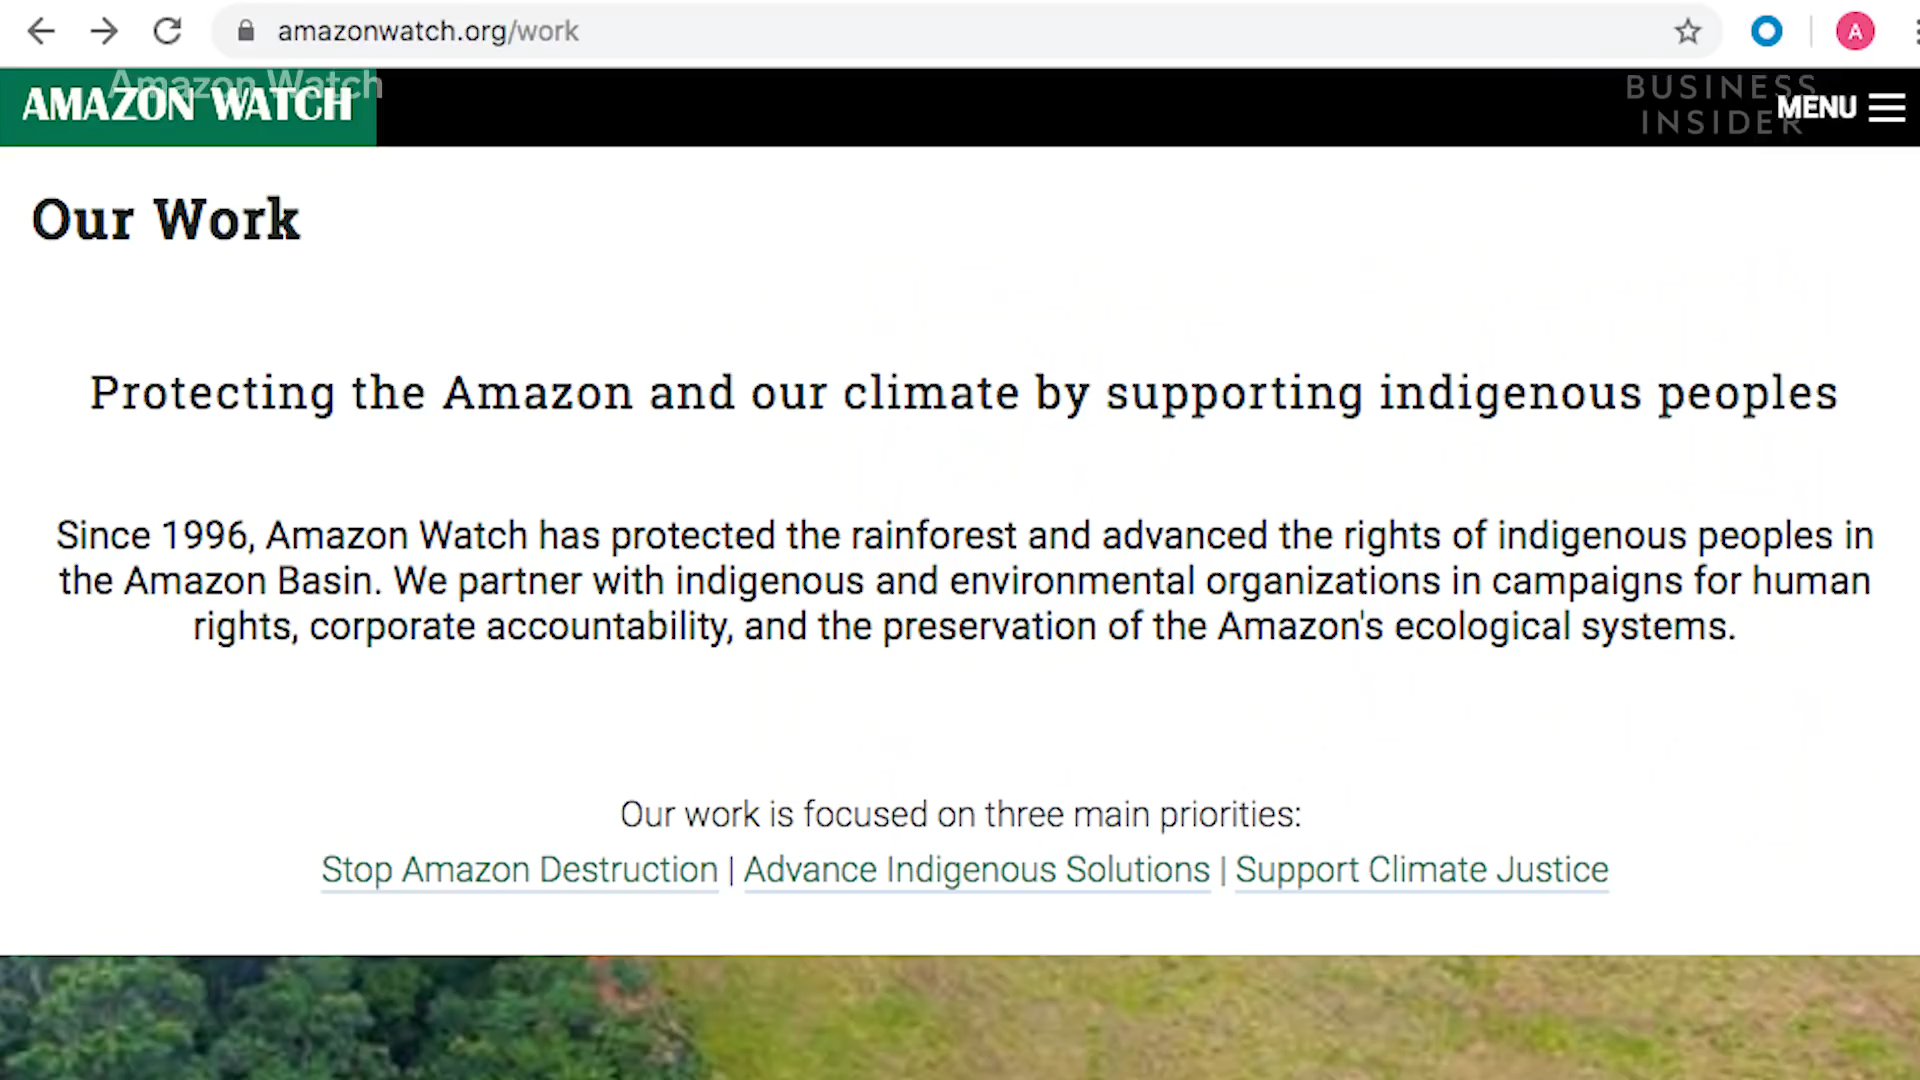 amazonwatch.org/work
A
Amazon Watch
AMAZON WATCH
BUSINESS
INSIDER
MENU
Our Work
Protecting the Amazon and our climate by supporting indigenous peoples
Since 1996, Amazon Watch has protected the rainforest and advanced the rights of indigenous peoples in
the Amazon Basin. We partner with indigenous and environmental organizations in campaigns for human
rights, corporate accountability, and the preservation of the Amazon's ecological systems.
Our work is focused on three main priorities:
Stop Amazon Destruction | Advance Indigenous Solutions | Support Climate Justice